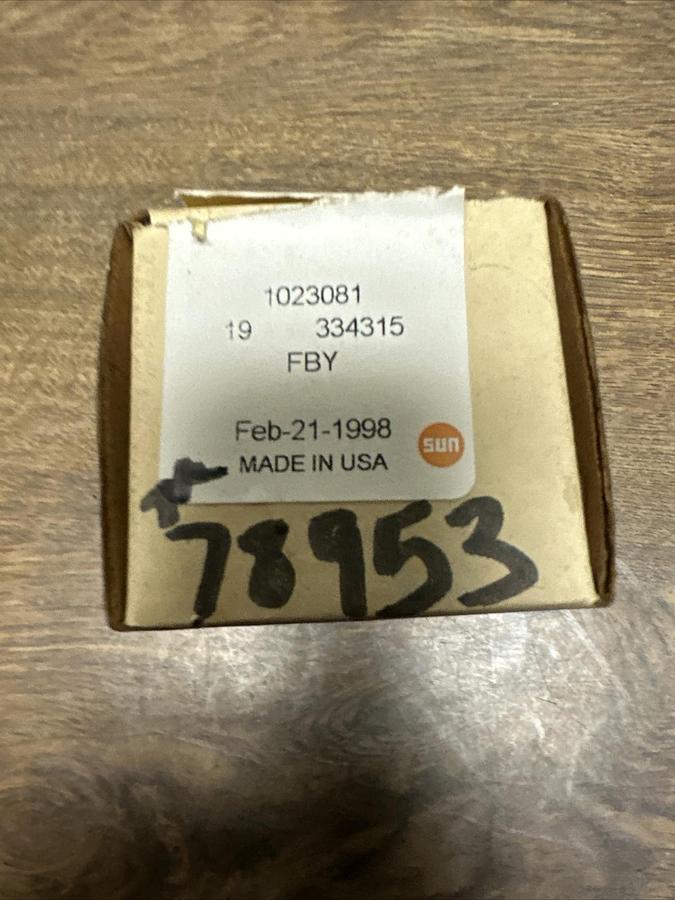 1023081
19 334315
FBY
Feb-21-1998
sun
MADE IN USA
78953